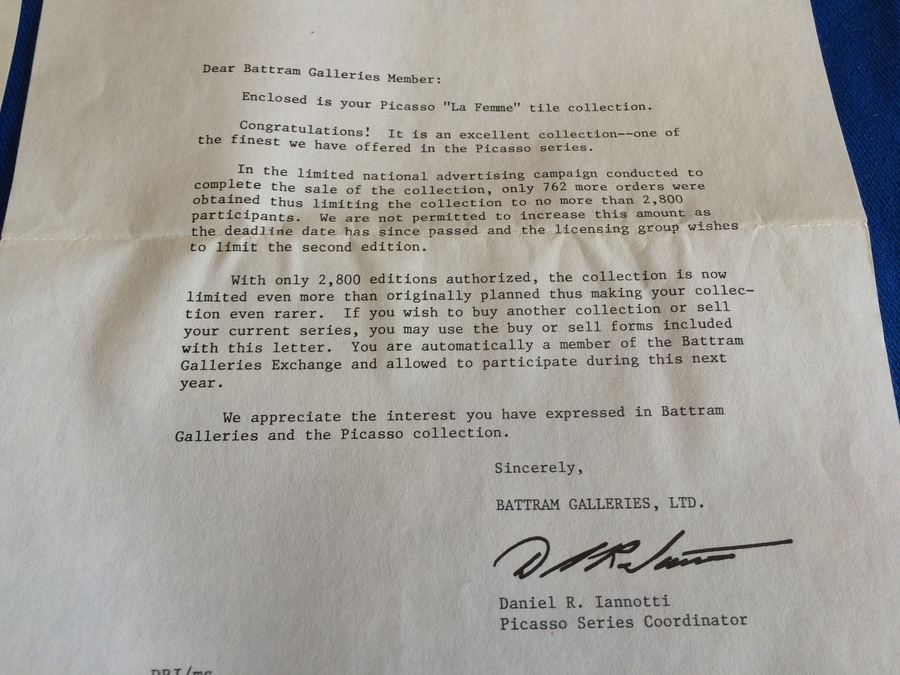 Dear Battram Galleries Member:
Enclosed is your Picasso "La Femme" tile collection.
Congratulations! It is an excellent collection--one of
the finest we have offered in the Picasso series.
In the limited national advertising campaign conducted to
complete the sale of the collection, only 762 more orders were
obtained thus limiting the collection to no more than 2,800
participants. We are not permitted to increase this amount as
the deadline date has since passed and the licensing group wishes
to limit the second edition.
With only 2,800 editions authorized, the collection is now
limited even more than originally planned thus making your collec-
tion even rarer. If you wish to buy another collection or sell
your current series, you may use the buy or sell forms included
with this letter. You are automatically a member of the Battram
Galleries Exchange and allowed to participate during this next
year.
We appreciate the interest you have expressed in Battram
Galleries and the Picasso collection.
Sincerely,
BATTRAM GALLERIES, LTD.
Daniel R. Iannotti
Picasso Series Coordinator